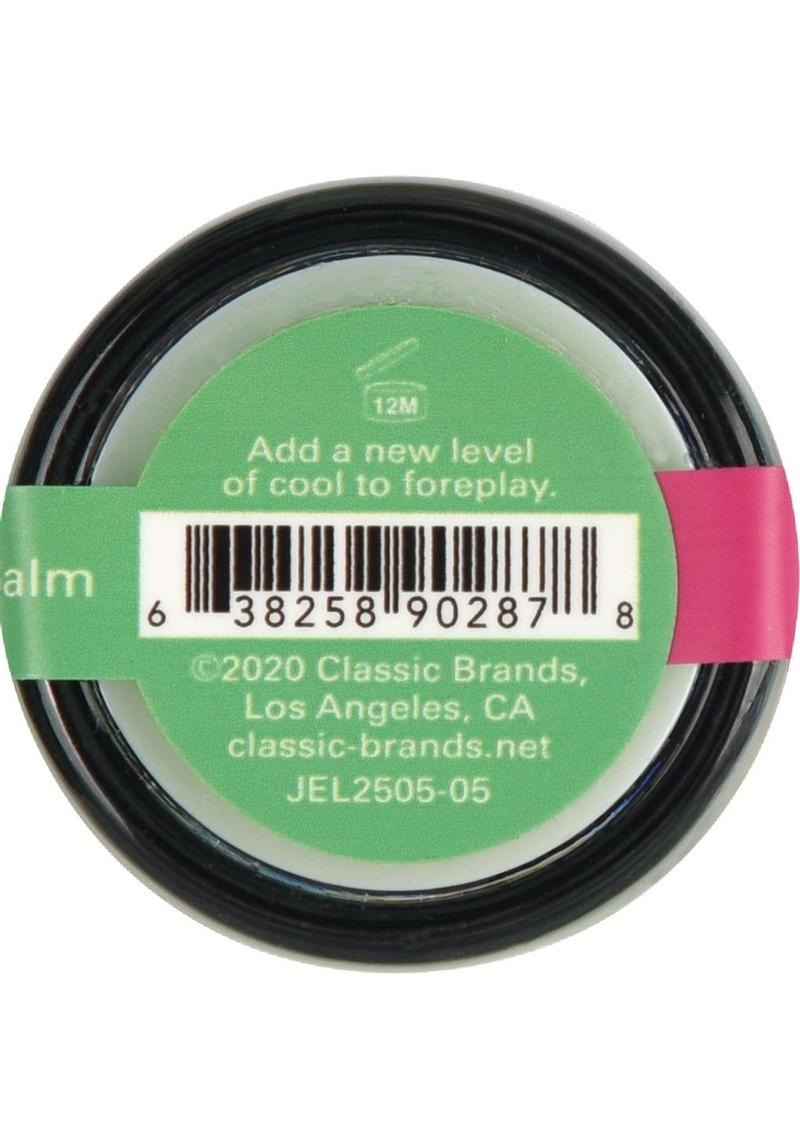 12M
Add a new level
of cool to foreplay.
alm
6 38258 90287 8
©2020 Classic Brands,
Los Angeles, CA
classic-brands.net
JEL2505-05